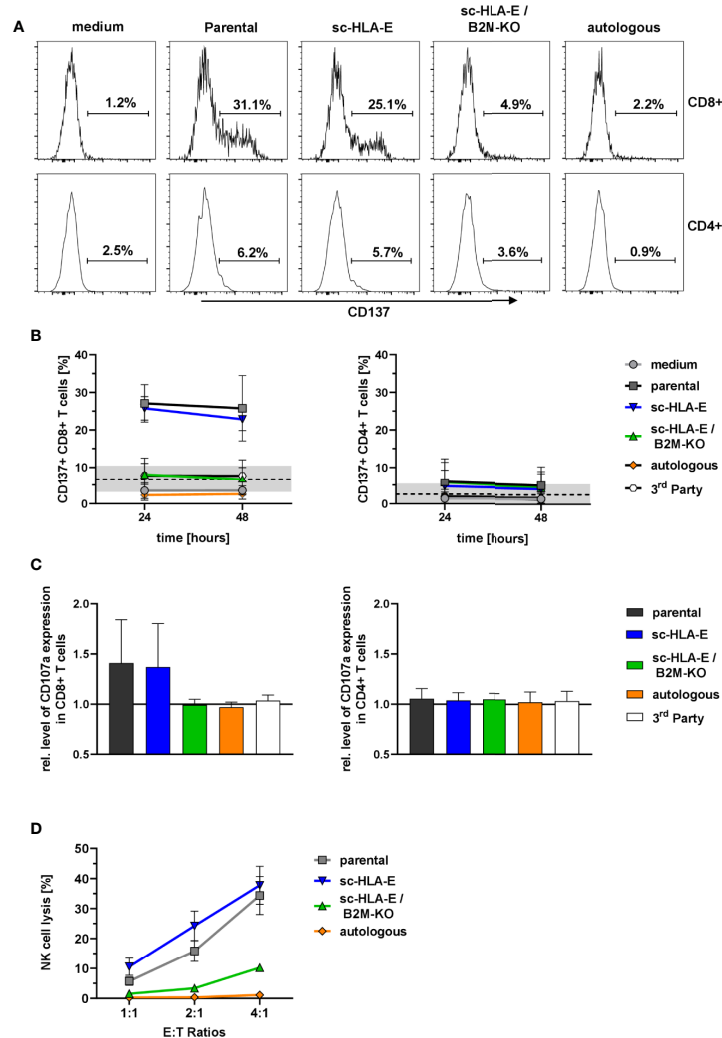 A
medium
Parental
sc-HLA-E
sc-HLA-E /
B2M-KO
autologous
1.2%
31.1%
25.1%
4.9%
2.2%
CD8+
2.5%
6.2%
5.7%
3.6%
0.9%
CD4+
CD137
B
CD137+ CD8+ T cells [%]
40
30
20
10
0
24
48
time [hours]
CD137+ CD4+ T cells [%]
40
30
20
10
0
24
48
time [hours]
medium
parental
sc-HLA-E
sc-HLA-E /
B2M-KO
autologous
3rd Party
C
rel. level of CD107a expression
in CD8+ T cells
2.0
1.5
1.0
0.5
rel. level of CD107a expression
in CD4+ T cells
2.0
1.5
1.0
0.5
parental
sc-HLA-E
sc-HLA-E /
B2M-KO
autologous
3rd Party
D
NK cell lysis [%]
50
40
30
20
10
0
1:1
2:1
4:1
E:T Ratios
parental
sc-HLA-E
sc-HLA-E /
B2M-KO
autologous